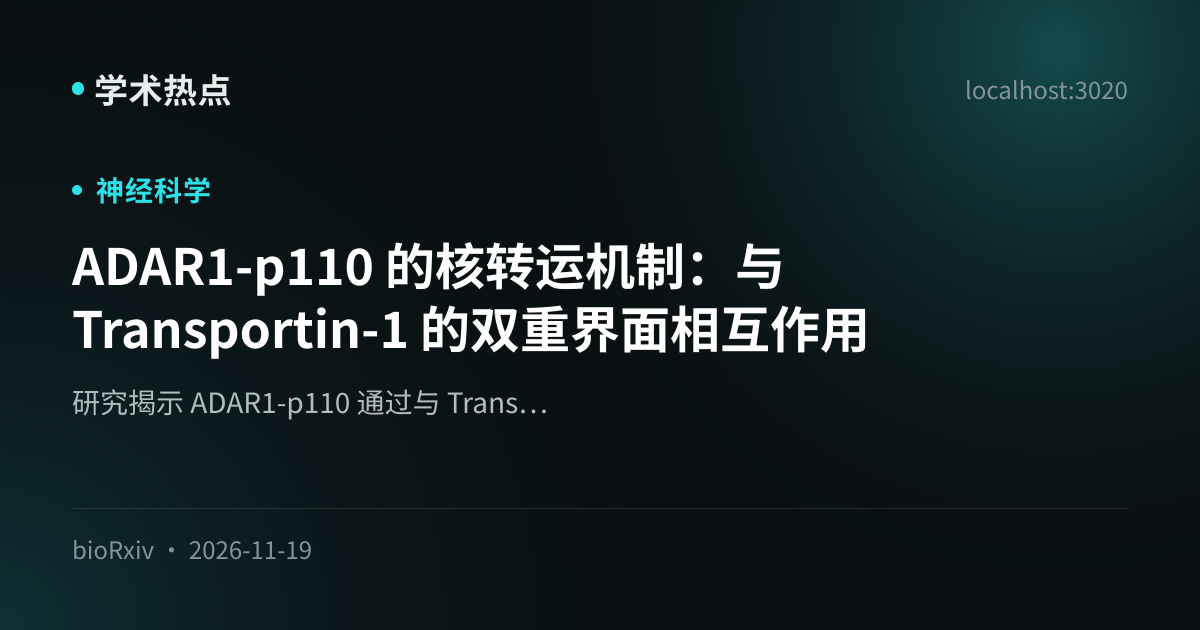 学术热点
localhost:3020
神经科学
ADAR1-p110 的核转运机制：与
Transportin-1 的双重界面相互作用
研究揭示 ADAR1-p110 通过与 Trans…
bioRxiv · 2026-11-19